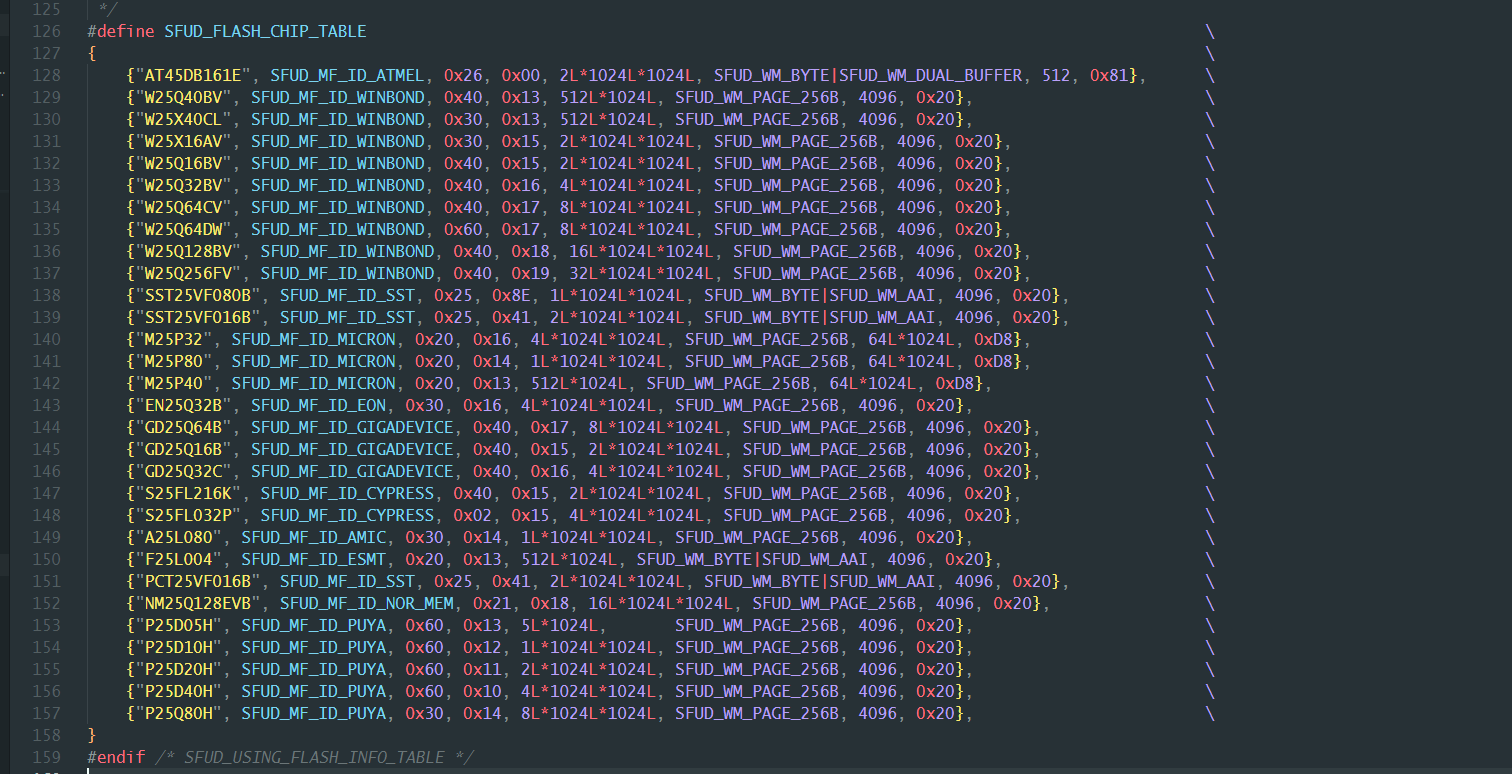 125 */
126 #define SFUD_FLASH_CHIP_TABLE \
127 { \
128 {"AT45DB161E", SFUD_MF_ID_ATMEL, 0x26, 0x00, 2L*1024L*1024L, SFUD_WM_BYTE|SFUD_WM_DUAL_BUFFER, 512, 0x81}, \
129 {"W25Q40BV", SFUD_MF_ID_WINBOND, 0x40, 0x13, 512L*1024L, SFUD_WM_PAGE_256B, 4096, 0x20}, \
130 {"W25X40CL", SFUD_MF_ID_WINBOND, 0x30, 0x13, 512L*1024L, SFUD_WM_PAGE_256B, 4096, 0x20}, \
131 {"W25X16AV", SFUD_MF_ID_WINBOND, 0x30, 0x15, 2L*1024L*1024L, SFUD_WM_PAGE_256B, 4096, 0x20}, \
132 {"W25Q16BV", SFUD_MF_ID_WINBOND, 0x40, 0x15, 2L*1024L*1024L, SFUD_WM_PAGE_256B, 4096, 0x20}, \
133 {"W25Q32BV", SFUD_MF_ID_WINBOND, 0x40, 0x16, 4L*1024L*1024L, SFUD_WM_PAGE_256B, 4096, 0x20}, \
134 {"W25Q64CV", SFUD_MF_ID_WINBOND, 0x40, 0x17, 8L*1024L*1024L, SFUD_WM_PAGE_256B, 4096, 0x20}, \
135 {"W25Q64DW", SFUD_MF_ID_WINBOND, 0x60, 0x17, 8L*1024L*1024L, SFUD_WM_PAGE_256B, 4096, 0x20}, \
136 {"W25Q128BV", SFUD_MF_ID_WINBOND, 0x40, 0x18, 16L*1024L*1024L, SFUD_WM_PAGE_256B, 4096, 0x20}, \
137 {"W25Q256FV", SFUD_MF_ID_WINBOND, 0x40, 0x19, 32L*1024L*1024L, SFUD_WM_PAGE_256B, 4096, 0x20}, \
138 {"SST25VF080B", SFUD_MF_ID_SST, 0x25, 0x8E, 1L*1024L*1024L, SFUD_WM_BYTE|SFUD_WM_AAI, 4096, 0x20}, \
139 {"SST25VF016B", SFUD_MF_ID_SST, 0x25, 0x41, 2L*1024L*1024L, SFUD_WM_BYTE|SFUD_WM_AAI, 4096, 0x20}, \
140 {"M25P32", SFUD_MF_ID_MICRON, 0x20, 0x16, 4L*1024L*1024L, SFUD_WM_PAGE_256B, 64L*1024L, 0xD8}, \
141 {"M25P80", SFUD_MF_ID_MICRON, 0x20, 0x14, 1L*1024L*1024L, SFUD_WM_PAGE_256B, 64L*1024L, 0xD8}, \
142 {"M25P40", SFUD_MF_ID_MICRON, 0x20, 0x13, 512L*1024L, SFUD_WM_PAGE_256B, 64L*1024L, 0xD8}, \
143 {"EN25Q32B", SFUD_MF_ID_EON, 0x30, 0x16, 4L*1024L*1024L, SFUD_WM_PAGE_256B, 4096, 0x20}, \
144 {"GD25Q64B", SFUD_MF_ID_GIGADEVICE, 0x40, 0x17, 8L*1024L*1024L, SFUD_WM_PAGE_256B, 4096, 0x20}, \
145 {"GD25Q16B", SFUD_MF_ID_GIGADEVICE, 0x40, 0x15, 2L*1024L*1024L, SFUD_WM_PAGE_256B, 4096, 0x20}, \
146 {"GD25Q32C", SFUD_MF_ID_GIGADEVICE, 0x40, 0x16, 4L*1024L*1024L, SFUD_WM_PAGE_256B, 4096, 0x20}, \
147 {"S25FL216K", SFUD_MF_ID_CYPRESS, 0x40, 0x15, 2L*1024L*1024L, SFUD_WM_PAGE_256B, 4096, 0x20}, \
148 {"S25FL032P", SFUD_MF_ID_CYPRESS, 0x02, 0x15, 4L*1024L*1024L, SFUD_WM_PAGE_256B, 4096, 0x20}, \
149 {"A25L080", SFUD_MF_ID_AMIC, 0x30, 0x14, 1L*1024L*1024L, SFUD_WM_PAGE_256B, 4096, 0x20}, \
150 {"F25L004", SFUD_MF_ID_ESMT, 0x20, 0x13, 512L*1024L, SFUD_WM_BYTE|SFUD_WM_AAI, 4096, 0x20}, \
151 {"PCT25VF016B", SFUD_MF_ID_SST, 0x25, 0x41, 2L*1024L*1024L, SFUD_WM_BYTE|SFUD_WM_AAI, 4096, 0x20}, \
152 {"NM25Q128EVB", SFUD_MF_ID_NOR_MEM, 0x21, 0x18, 16L*1024L*1024L, SFUD_WM_PAGE_256B, 4096, 0x20}, \
153 {"P25D05H", SFUD_MF_ID_PUYA, 0x60, 0x13, 5L*1024L, SFUD_WM_PAGE_256B, 4096, 0x20}, \
154 {"P25D10H", SFUD_MF_ID_PUYA, 0x60, 0x12, 1L*1024L*1024L, SFUD_WM_PAGE_256B, 4096, 0x20}, \
155 {"P25D20H", SFUD_MF_ID_PUYA, 0x60, 0x11, 2L*1024L*1024L, SFUD_WM_PAGE_256B, 4096, 0x20}, \
156 {"P25D40H", SFUD_MF_ID_PUYA, 0x60, 0x10, 4L*1024L*1024L, SFUD_WM_PAGE_256B, 4096, 0x20}, \
157 {"P25Q80H", SFUD_MF_ID_PUYA, 0x30, 0x14, 8L*1024L*1024L, SFUD_WM_PAGE_256B, 4096, 0x20}, \
158 }
159 #endif /* SFUD_USING_FLASH_INFO_TABLE */